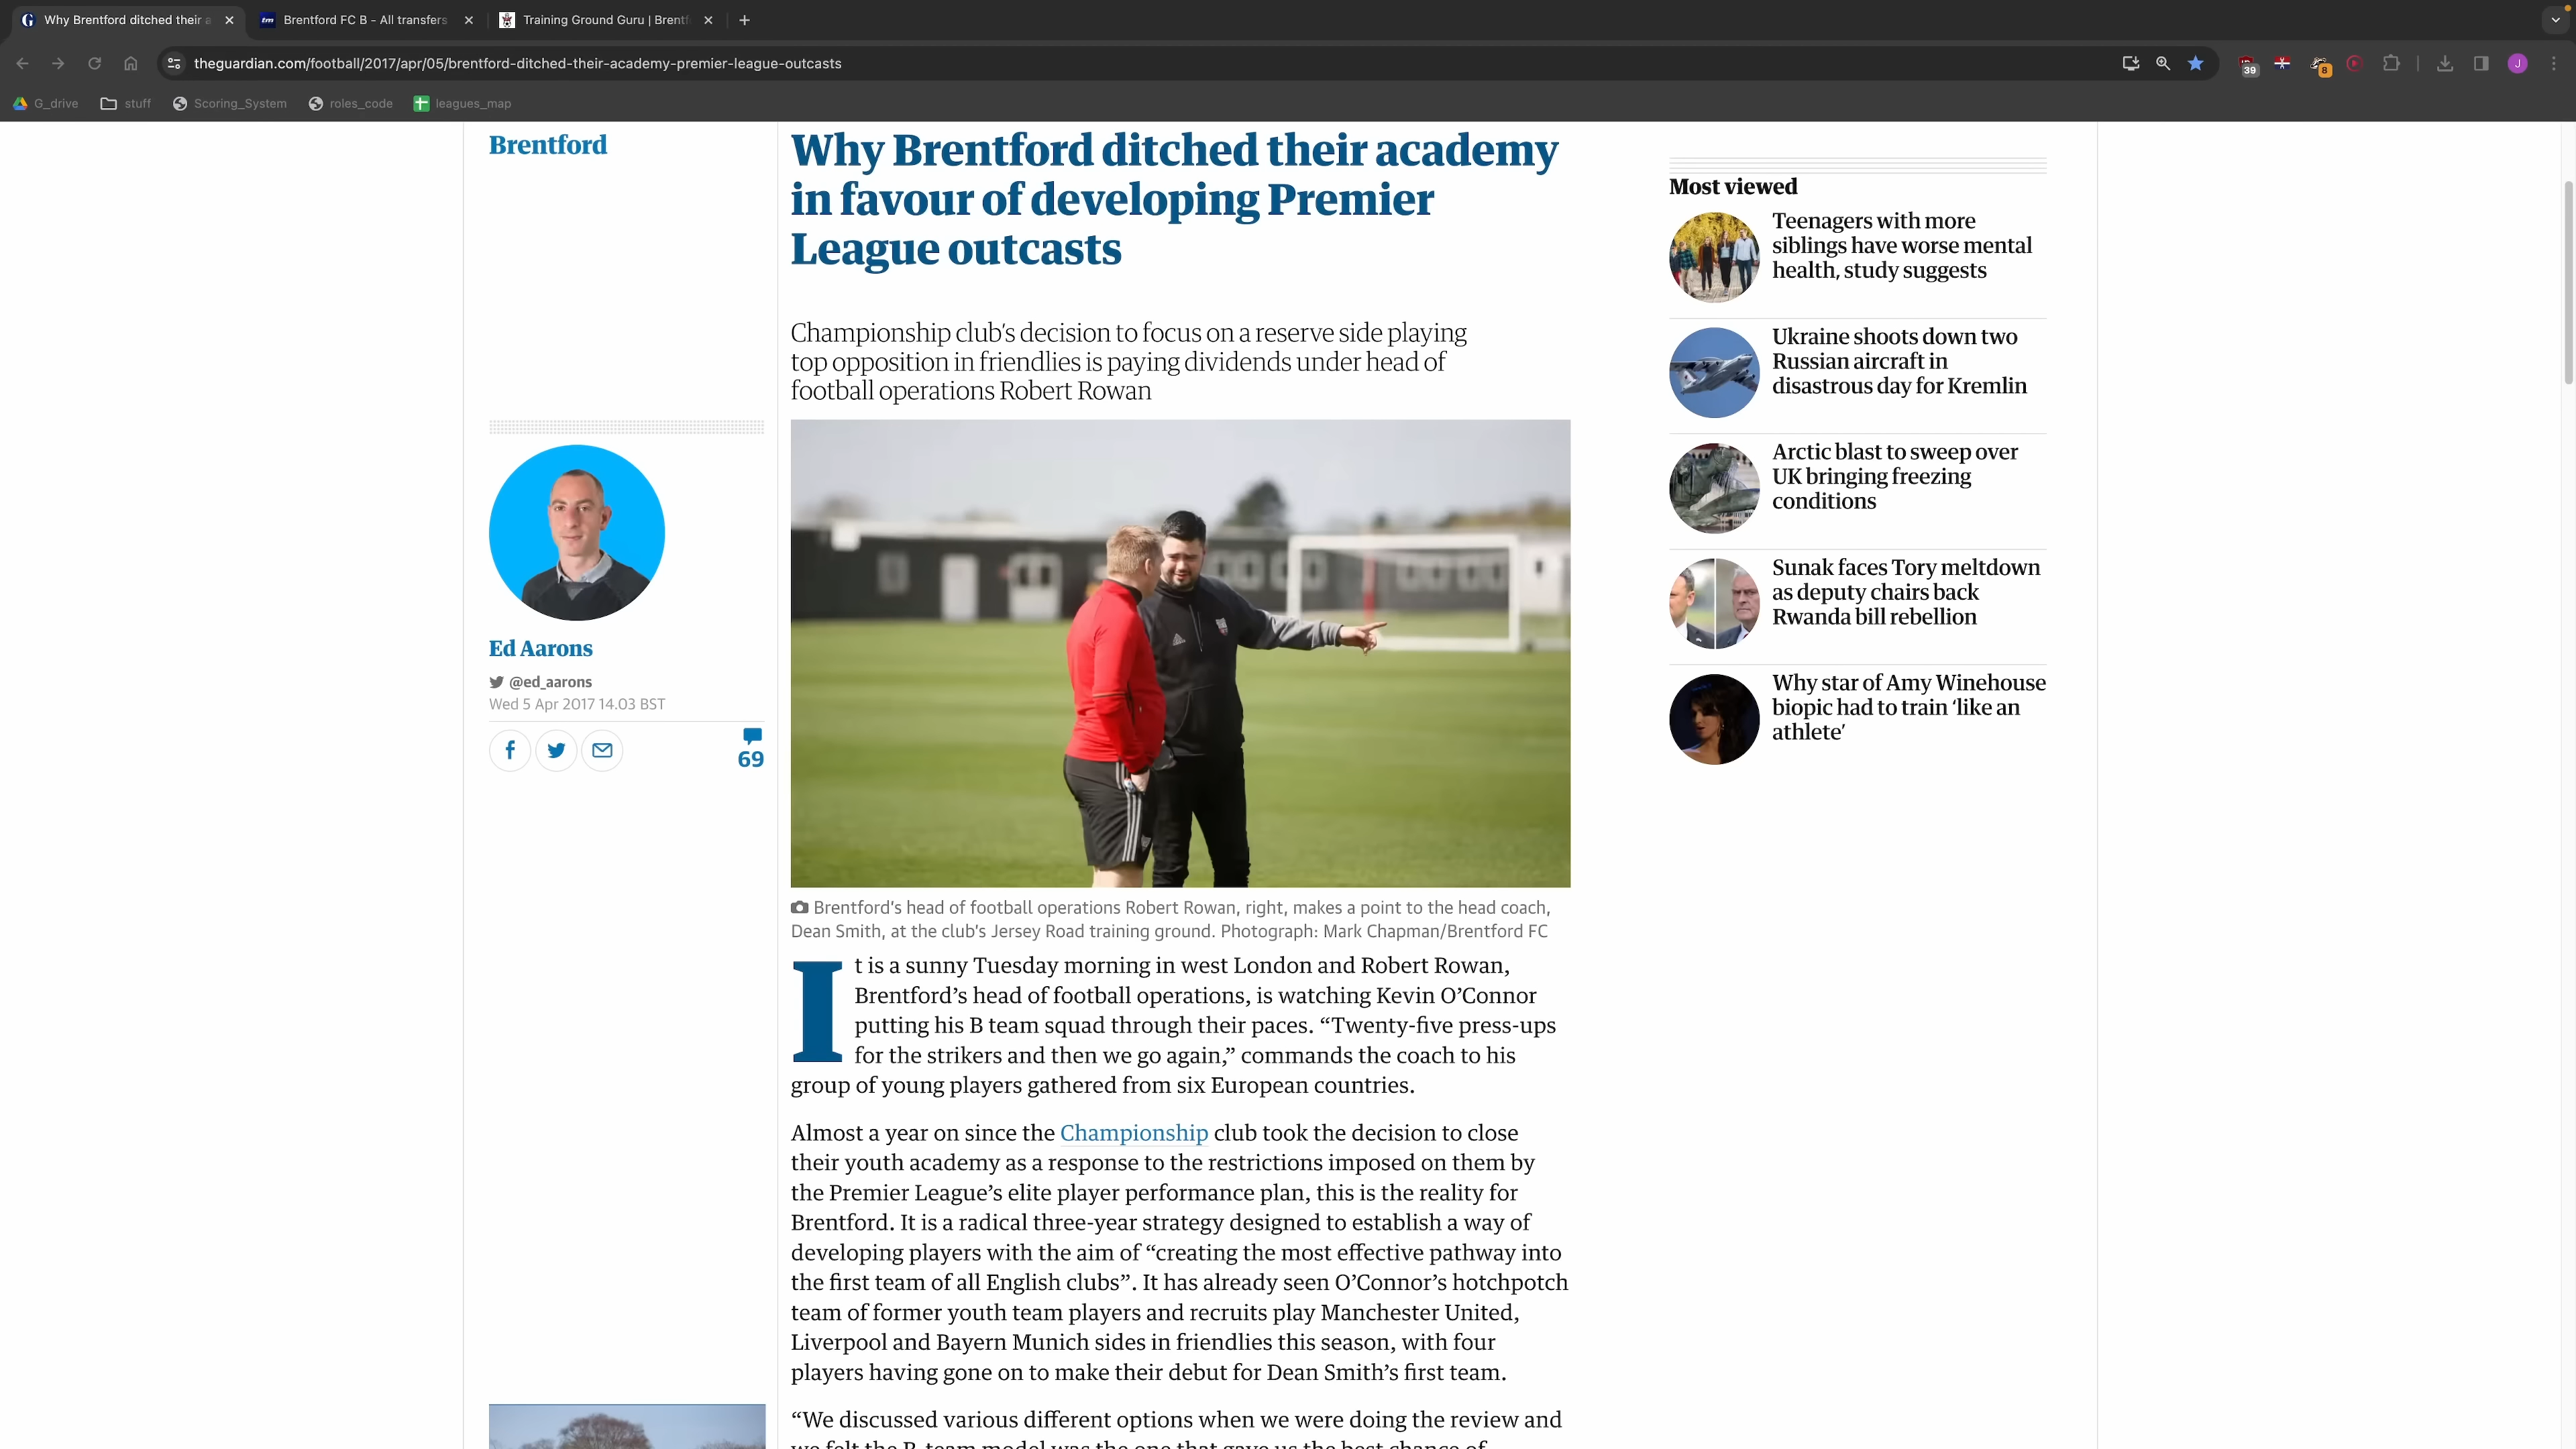 Why Brentford ditched their a
Brentford FC B - All transfers
Training Ground Guru | Brentf
theguardian.com/football/2017/apr/05/brentford-ditched-their-academy-premier-league-outcasts
39
8
J
G_drive
stuff
Scoring_System
roles_code
leagues_map
Brentford
Why Brentford ditched their academy
in favour of developing Premier
League outcasts
Championship club’s decision to focus on a reserve side playing
top opposition in friendlies is paying dividends under head of
football operations Robert Rowan
Ed Aarons
@ed_aarons
Wed 5 Apr 2017 14.03 BST
69
Brentford’s head of football operations Robert Rowan, right, makes a point to the head coach,
Dean Smith, at the club’s Jersey Road training ground. Photograph: Mark Chapman/Brentford FC
It is a sunny Tuesday morning in west London and Robert Rowan,
Brentford’s head of football operations, is watching Kevin O’Connor
putting his B team squad through their paces. “Twenty-five press-ups
for the strikers and then we go again,” commands the coach to his
group of young players gathered from six European countries.
Almost a year on since the Championship club took the decision to close
their youth academy as a response to the restrictions imposed on them by
the Premier League’s elite player performance plan, this is the reality for
Brentford. It is a radical three-year strategy designed to establish a way of
developing players with the aim of “creating the most effective pathway into
the first team of all English clubs”. It has already seen O’Connor’s hotchpotch
team of former youth team players and recruits play Manchester United,
Liverpool and Bayern Munich sides in friendlies this season, with four
players having gone on to make their debut for Dean Smith’s first team.
“We discussed various different options when we were doing the review and
we felt the B-team model was the one that gave us the best chance of
Most viewed
Teenagers with more
siblings have worse mental
health, study suggests
Ukraine shoots down two
Russian aircraft in
disastrous day for Kremlin
Arctic blast to sweep over
UK bringing freezing
conditions
Sunak faces Tory meltdown
as deputy chairs back
Rwanda bill rebellion
Why star of Amy Winehouse
biopic had to train ‘like an
athlete’